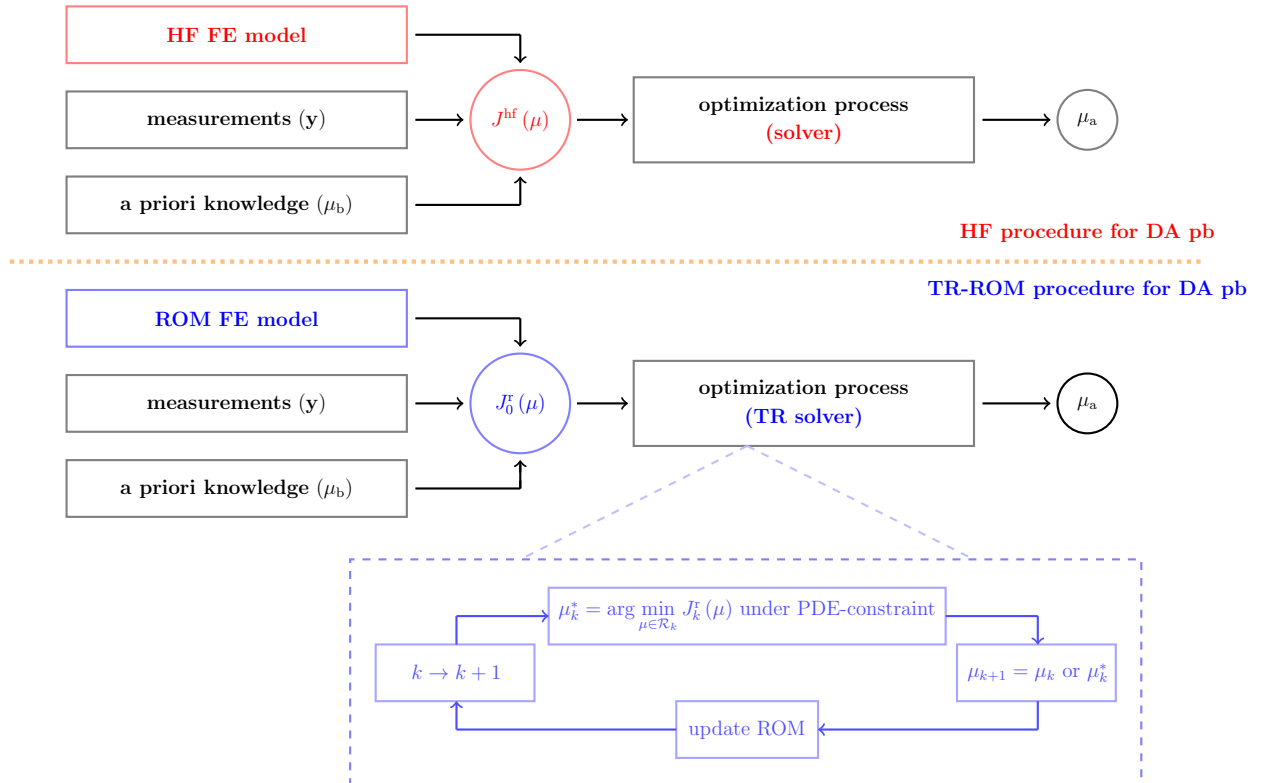 HF FE model
measurements (y)
a priori knowledge (μ_b)
J^hf (μ)
optimization process
(solver)
μ_a
HF procedure for DA pb
TR-ROM procedure for DA pb
ROM FE model
measurements (y)
a priori knowledge (μ_b)
J_0^r (μ)
optimization process
(TR solver)
μ_a
μ_k^* = arg min_{μ∈R_k} J_k^r (μ) under PDE-constraint
k → k + 1
μ_{k+1} = μ_k or μ_k^*
update ROM